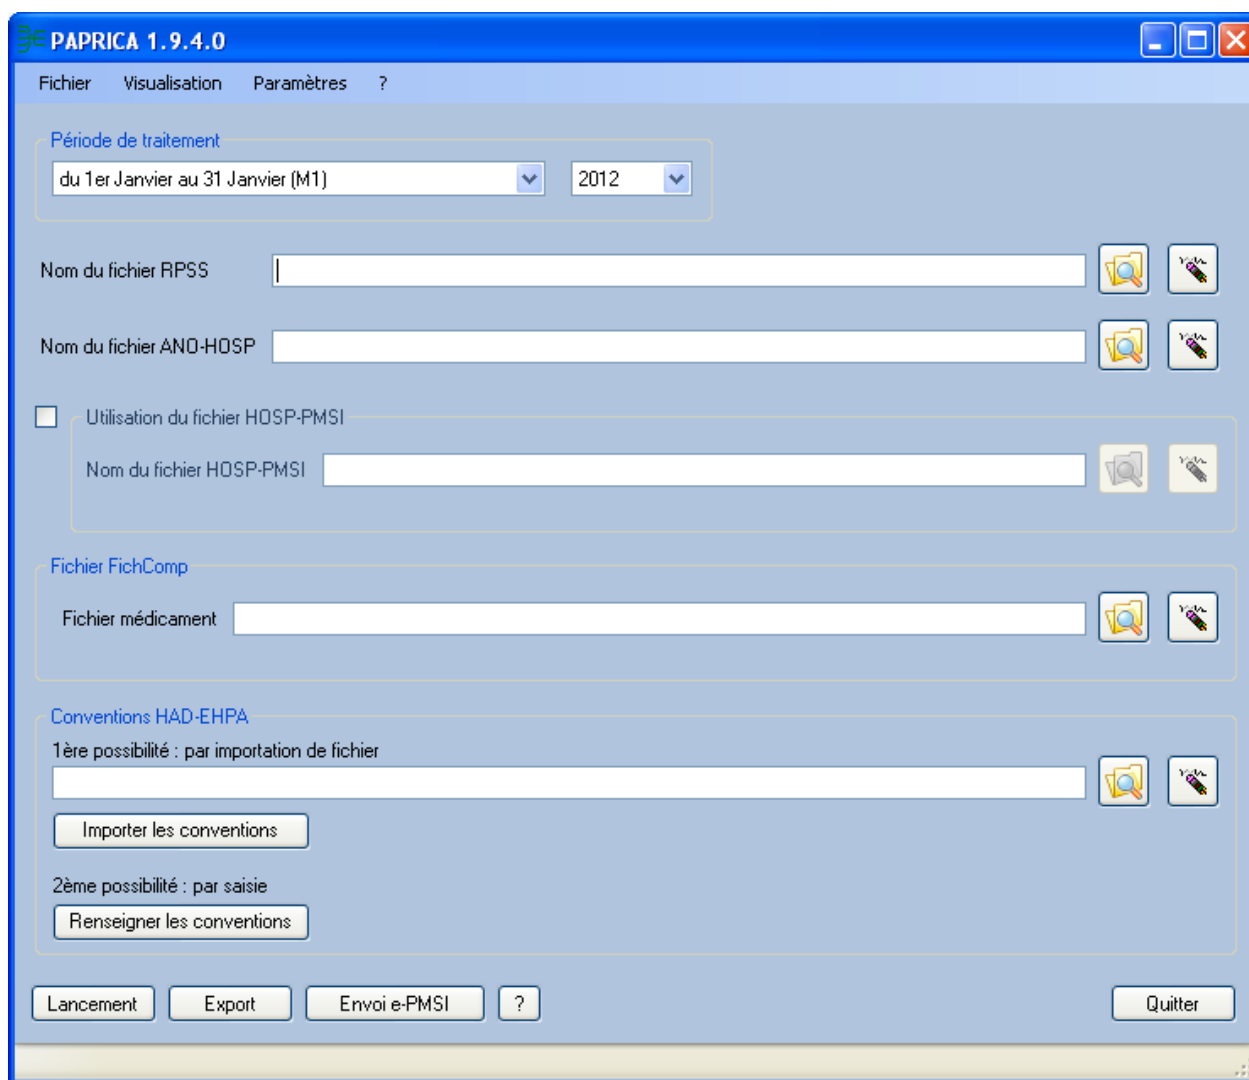 PAPRICA 1.9.4.0
Fichier Visualisation Paramètres ?
Période de traitement
du 1er Janvier au 31 Janvier (M1) 2012
Nom du fichier RPSS
Nom du fichier ANO-HOSP
Utilisation du fichier HOSP-PMSI
Nom du fichier HOSP-PMSI
Fichier FichComp
Fichier médicament
Conventions HAD-EHPA
1ère possibilité : par importation de fichier
Importer les conventions
2ème possibilité : par saisie
Renseigner les conventions
Lancement Export Envoi e-PMSI ? Quitter